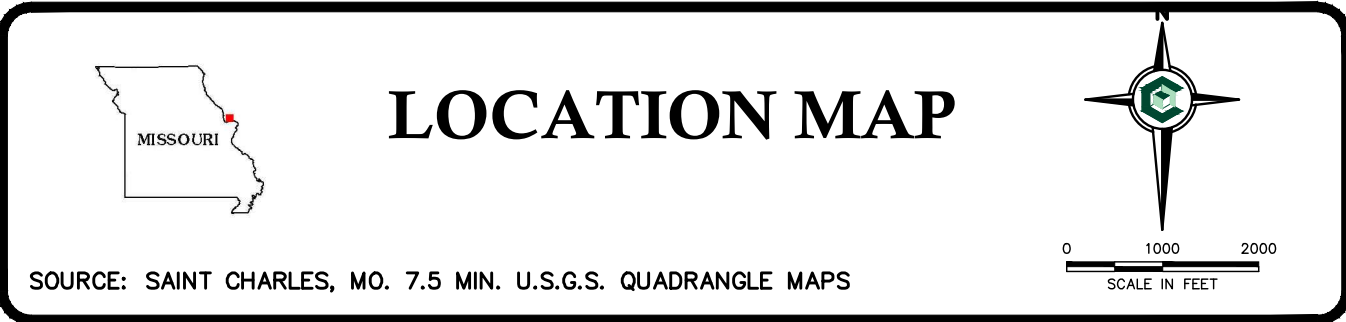 N
MISSOURI
LOCATION MAP
0 1000 2000
SCALE IN FEET
SOURCE: SAINT CHARLES, MO. 7.5 MIN. U.S.G.S. QUADRANGLE MAPS